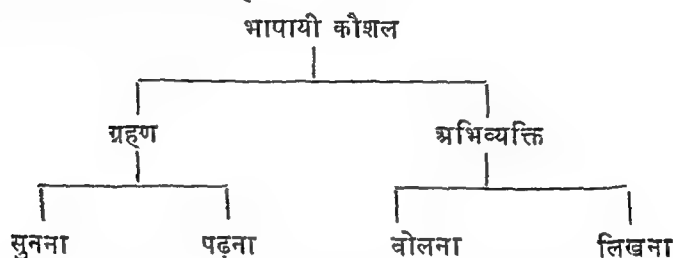 भापायी कौशल
ग्रहण अभिव्यक्ति
सुनना पढ़ना वोलना लिखना